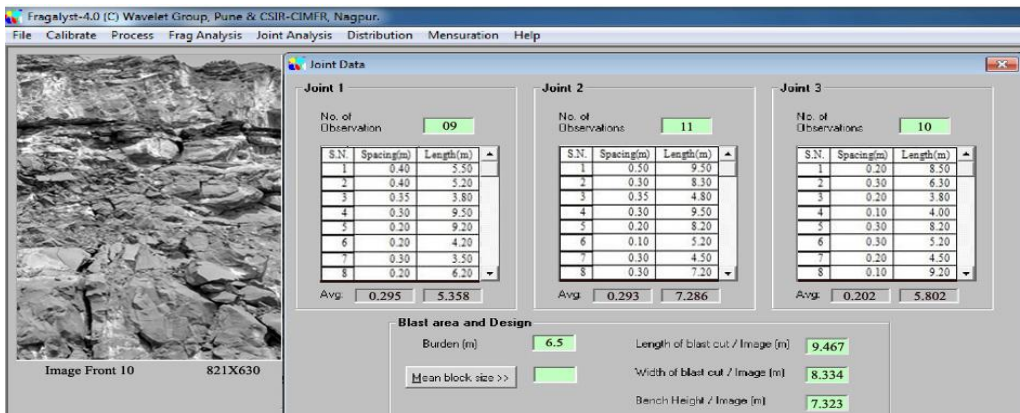 Fragalyst-4.0 (C) Wavelet Group, Pune & CSIR-CIMFR, Nagpur.
File Calibrate Process Frag Analysis Joint Analysis Distribution Mensuration Help
Joint Data
Joint 1
No. of
Observation 09
S.N. Spacing(m) Length(m)
1 0.40 5.50
2 0.40 5.20
3 0.35 3.80
4 0.30 9.50
5 0.20 9.20
6 0.20 4.20
7 0.30 3.50
8 0.20 6.20
Avg: 0.295 5.358
Joint 2
No. of
Observations 11
S.N. Spacing(m) Length(m)
1 0.50 9.50
2 0.30 8.30
3 0.35 4.80
4 0.30 9.50
5 0.20 8.20
6 0.10 5.20
7 0.30 4.50
8 0.30 7.20
Avg: 0.293 7.286
Joint 3
No. of
Observations 10
S.N. Spacing(m) Length(m)
1 0.20 8.50
2 0.30 6.30
3 0.20 3.80
4 0.10 4.00
5 0.30 8.20
6 0.30 5.20
7 0.20 4.50
8 0.10 9.20
Avg: 0.202 5.802
Image Front 10 821X630
Blast area and Design
Burden (m) 6.5
Mean block size >>
Length of blast cut / Image (m) 9.467
Width of blast cut / Image (m) 8.334
Bench Height / Image (m) 7.323